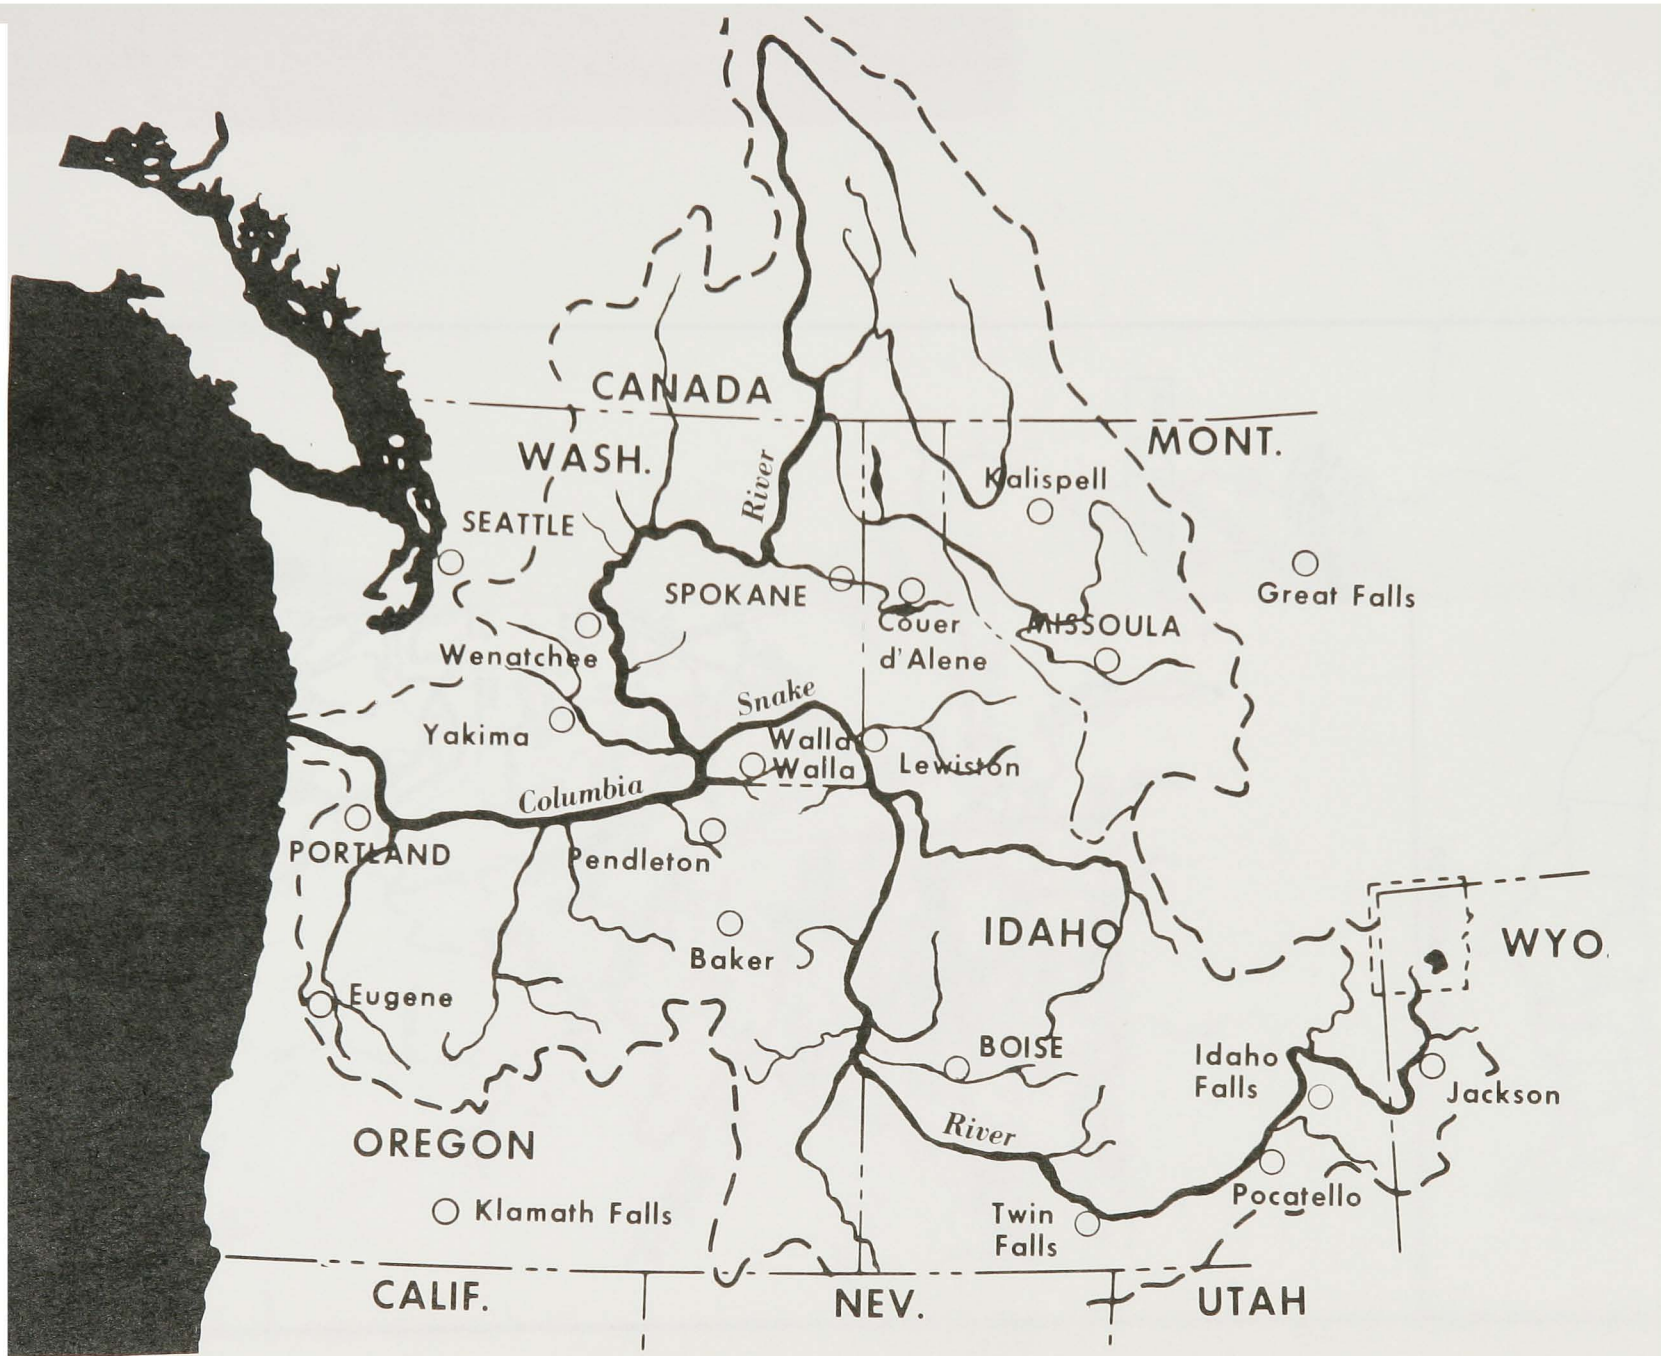 CANADA
MONT.
WASH.
River
Kalispell
SEATTLE
Great Falls
SPOKANE
Couer
d'Alene
MISSOULA
Wenatchee
Snake
Yakima
Walla
Walla
Lewiston
Columbia
PORTLAND
Pendleton
IDAHO
WYO.
Baker
Eugene
BOISE
Idaho
Falls
Jackson
River
OREGON
Pocatello
Klamath Falls
Twin
Falls
CALIF.
NEV.
UTAH